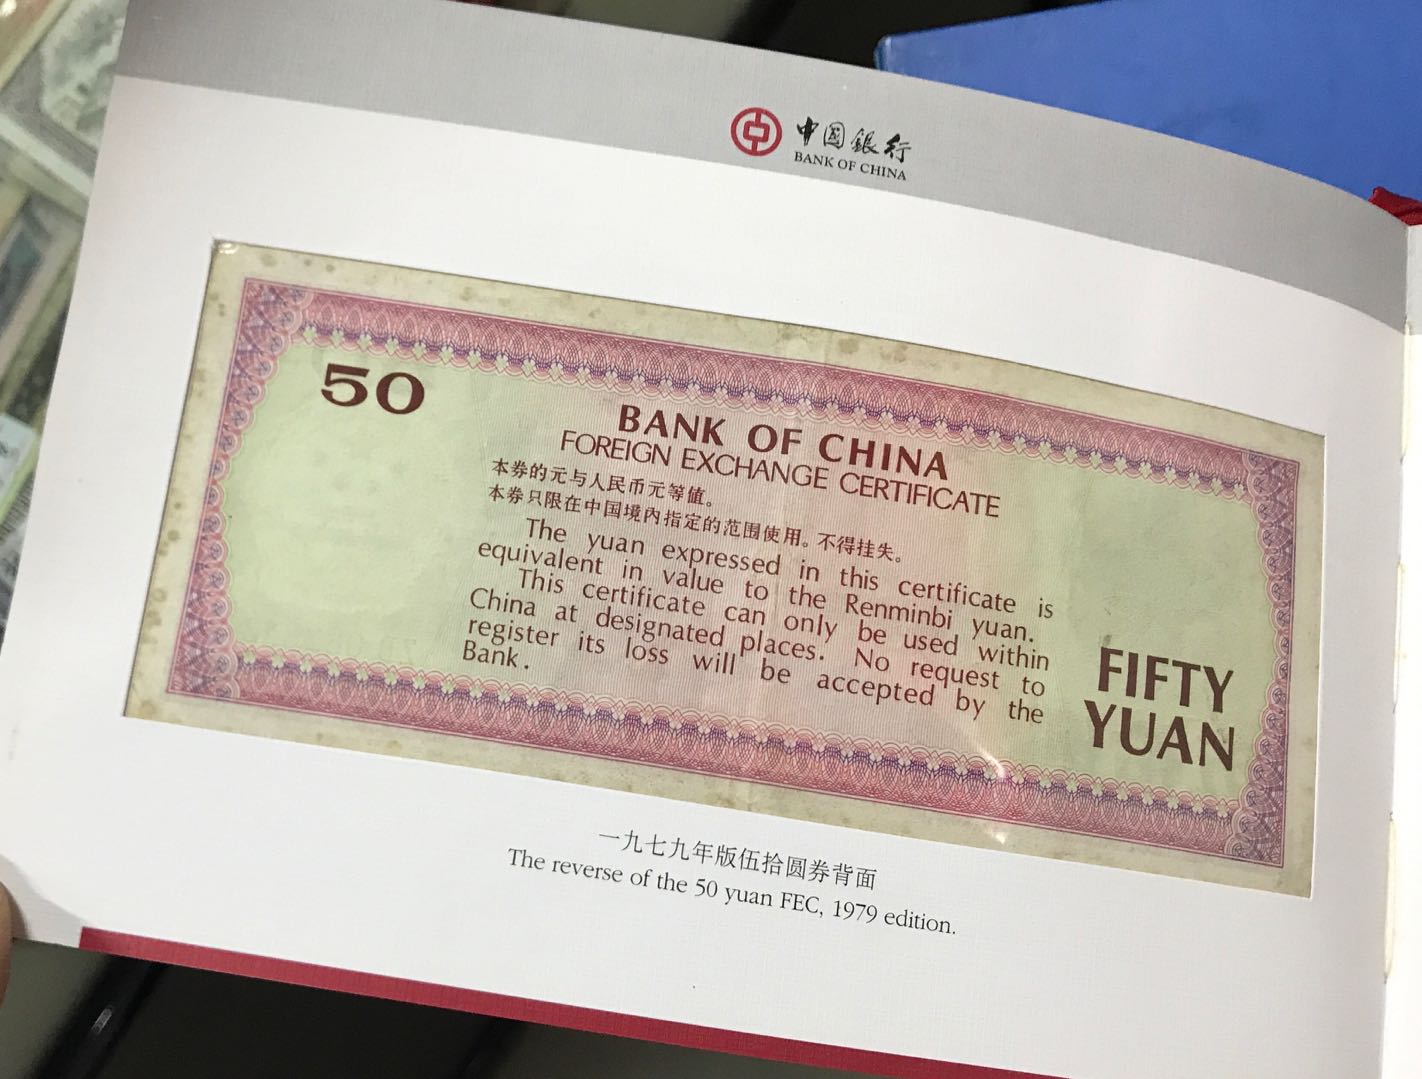 中国銀行
BANK OF CHINA
50
BANK OF CHINA
FOREIGN EXCHANGE CERTIFICATE
本券的元与人民币元等値。
本券只限在中国境内指定的范围使用。不得挂失。
The yuan expressed in this certificate is
equivalent in value to the Renminbi yuan.
This certificate can only be used within
China at designated places. No request to
register its loss will be accepted by the
Bank.
FIFTY
YUAN
一九七九年版伍拾圆券背面
The reverse of the 50 yuan FEC, 1979 edition.